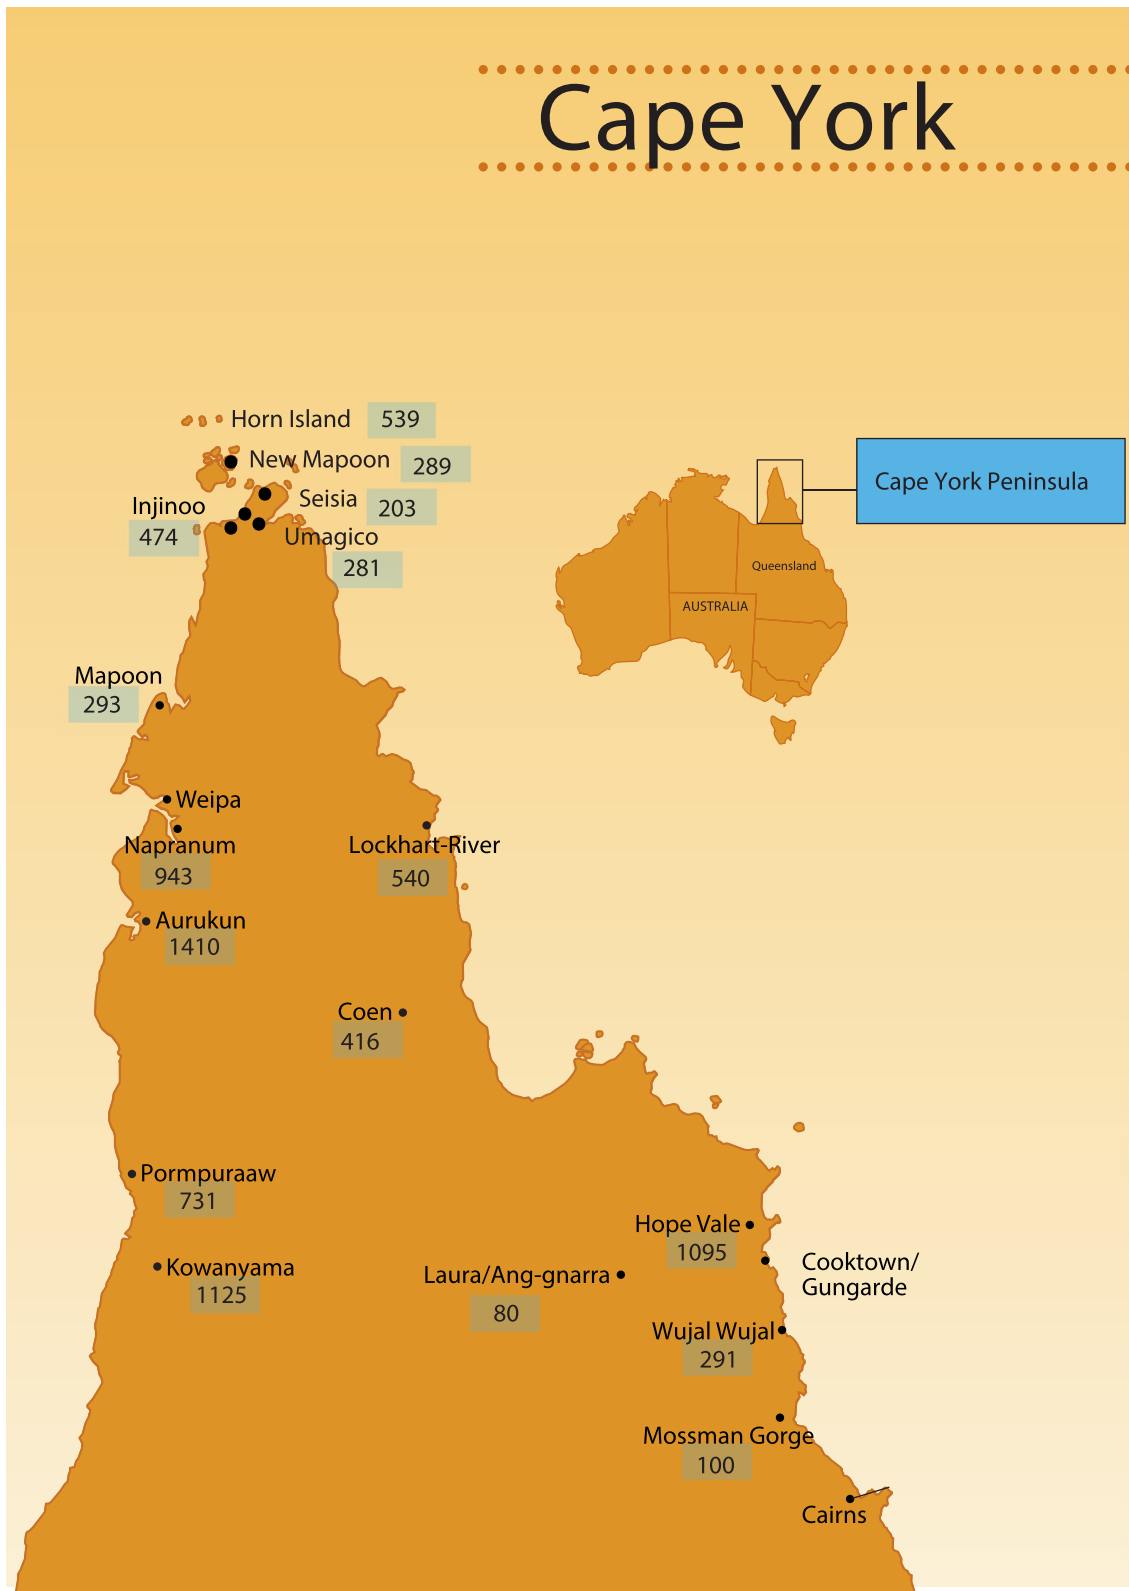 Cape York
Horn Island 539
New Mapoon 289
Seisia 203
Injinoo
474
Umagico
281
Cape York Peninsula
Queensland
AUSTRALIA
Mapoon
293
Weipa
Napranum
943
Lockhart-River
540
Aurukun
1410
Coen
416
Pormpuraaw
731
Hope Vale
1095
Kowanyama
1125
Laura/Ang-gnarra
80
Cooktown/
Gungarde
Wujal Wujal
291
Mossman Gorge
100
Cairns